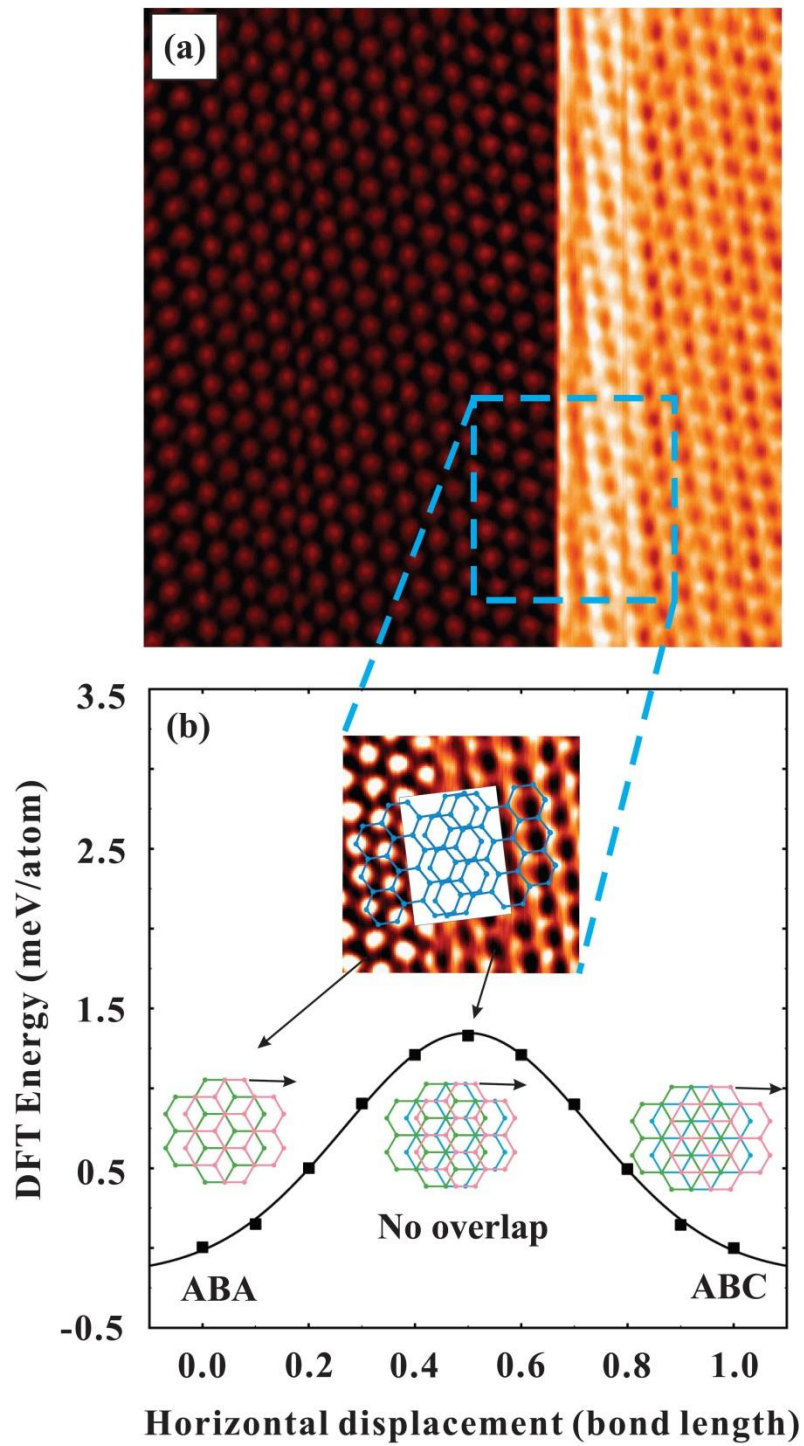 (a)
3.5
(b)
2.5
1.5
0.5
-0.5
DFT Energy (meV/atom)
No overlap
ABA
ABC
0.0 0.2 0.4 0.6 0.8 1.0
Horizontal displacement (bond length)